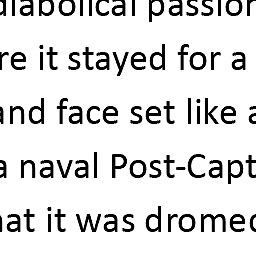 diabolical passion
re it stayed for a
and face set like a
a naval Post-Capt
hat it was dromed